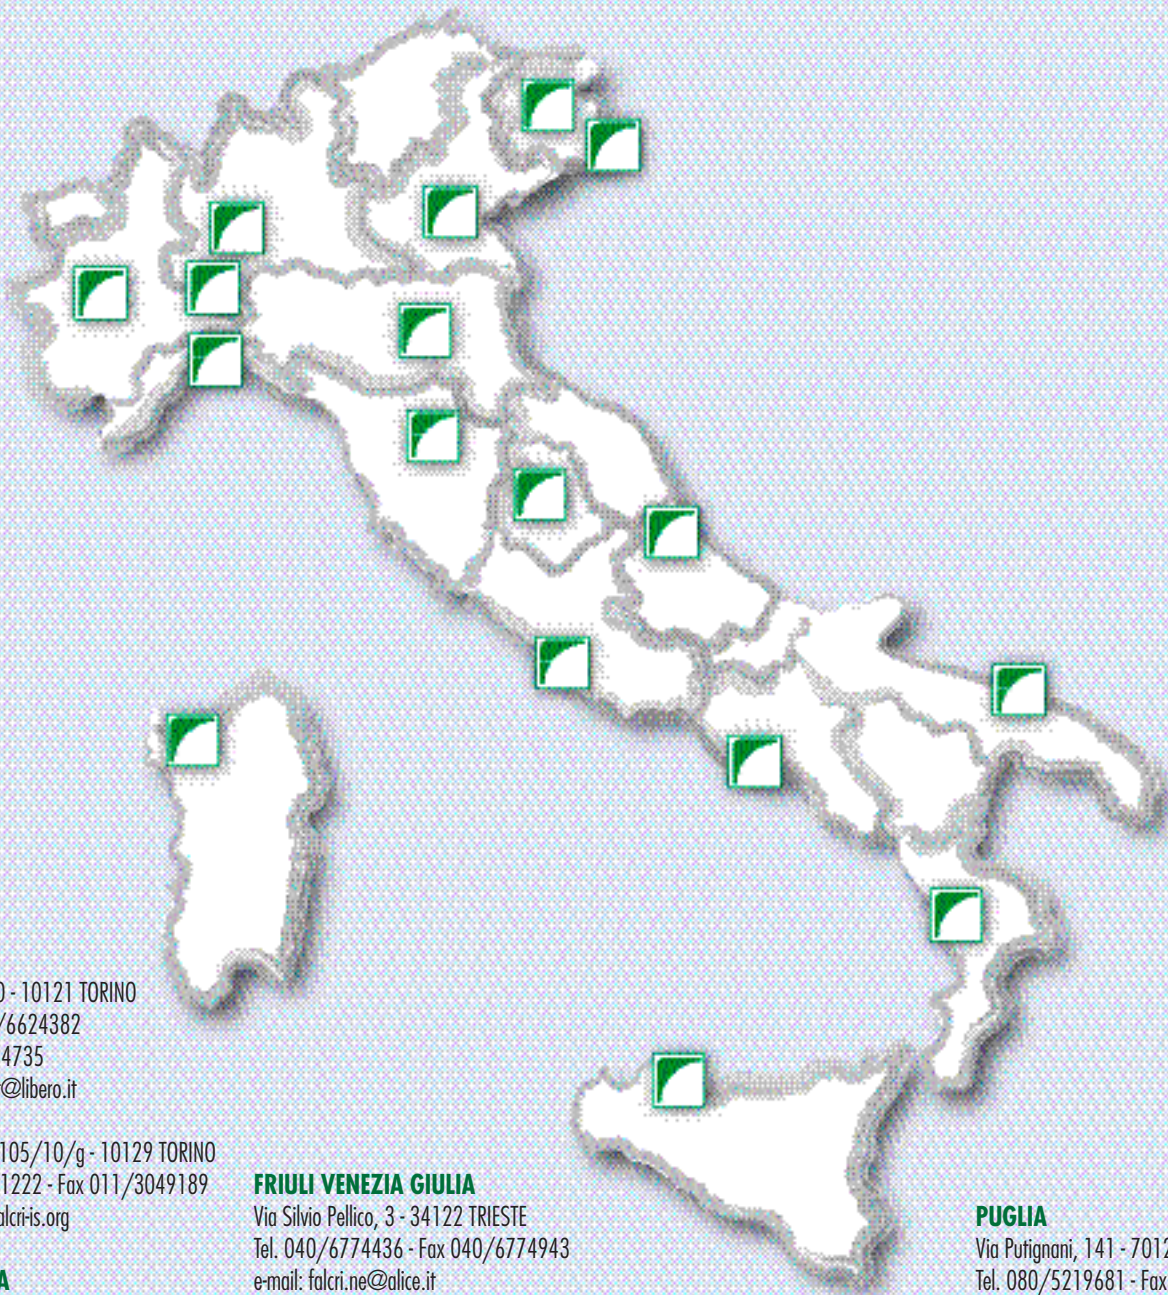 0 - 10121 TORINO
/6624382
4735
@libero.it
105/10/g - 10129 TORINO
1222 - Fax 011/3049189
alcri-is.org
A
FRIULI VENEZIA GIULIA
Via Silvio Pellico, 3 - 34122 TRIESTE
Tel. 040/6774436 - Fax 040/6774943
e-mail: falcri.ne@alice.it
PUGLIA
Via Putignani, 141 - 7012
Tel. 080/5219681 - Fax